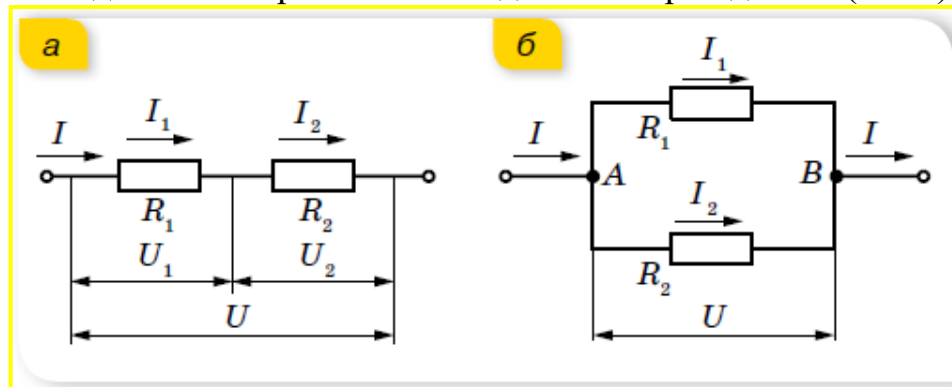 а
I I₁ I₂
R₁ R₂
U₁ U₂
U
б
I₁
I R₁ I
A B
I₂
R₂
U